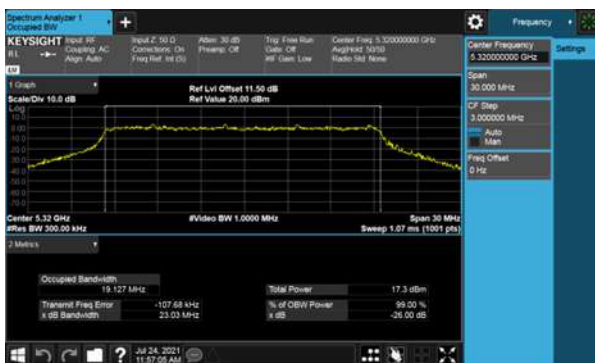 Spectrum Analyzer 1
Occupied BW
+
Frequency
KEYSIGHT
Input: RF
Coupling: AC
Align: Auto
Input Z: 50 Ω
Corrections: On
Freq Ref: Int (S)
Atten: 30 dB
Preamp: Off
Trig: Free Run
Gate: Off
#IF Gain: Low
Center Freq: 5.320000000 GHz
Avg|Hold: 50/50
Radio Std: None
Center Frequency
5.320000000 GHz
Settings
Span
30.000 MHz
CF Step
3.000000 MHz
Auto
Man
Freq Offset
0 Hz
1 Graph
Scale/Div 10.0 dB
Ref Lvl Offset 11.50 dB
Ref Value 20.00 dBm
Log
10.0
0.00
Center 5.32 GHz
#Res BW 300.00 kHz
#Video BW 1.0000 MHz
Span 30 MHz
Sweep 1.07 ms (1001 pts)
2 Metrics
Occupied Bandwidth
19.127 MHz
Total Power 17.3 dBm
Transmit Freq Error -107.68 kHz
% of OBW Power 99.00 %
x dB Bandwidth 23.03 MHz
x dB -26.00 dB
?
Jul 24, 2021
11:57:05 AM